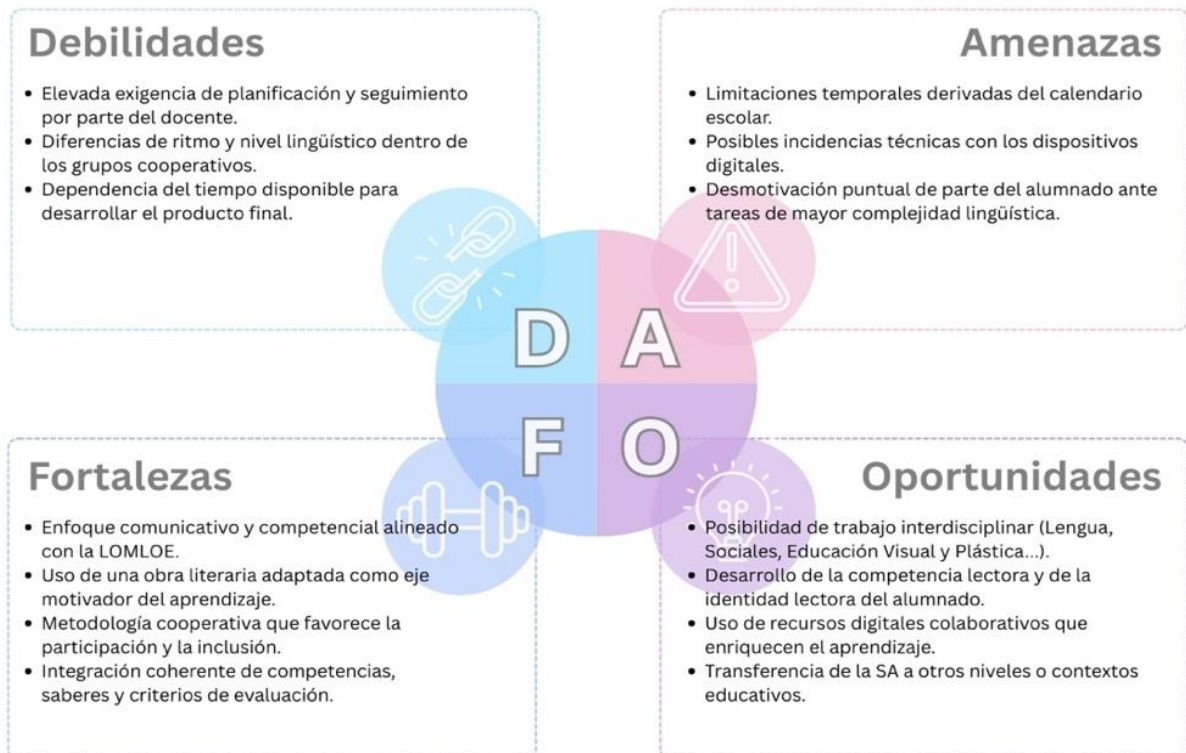 Debilidades
• Elevada exigencia de planificación y seguimiento
por parte del docente.
• Diferencias de ritmo y nivel lingüístico dentro de
los grupos cooperativos.
• Dependencia del tiempo disponible para
desarrollar el producto final.
Amenazas
• Limitaciones temporales derivadas del calendario
escolar.
• Posibles incidencias técnicas con los dispositivos
digitales.
• Desmotivación puntual de parte del alumnado ante
tareas de mayor complejidad lingüística.
D A
F O
Fortalezas
• Enfoque comunicativo y competencial alineado
con la LOMLOE.
• Uso de una obra literaria adaptada como eje
motivador del aprendizaje.
• Metodología cooperativa que favorece la
participación y la inclusión.
• Integración coherente de competencias,
saberes y criterios de evaluación.
Oportunidades
• Posibilidad de trabajo interdisciplinar (Lengua,
Sociales, Educación Visual y Plástica...).
• Desarrollo de la competencia lectora y de la
identidad lectora del alumnado.
• Uso de recursos digitales colaborativos que
enriquecen el aprendizaje.
• Transferencia de la SA a otros niveles o contextos
educativos.